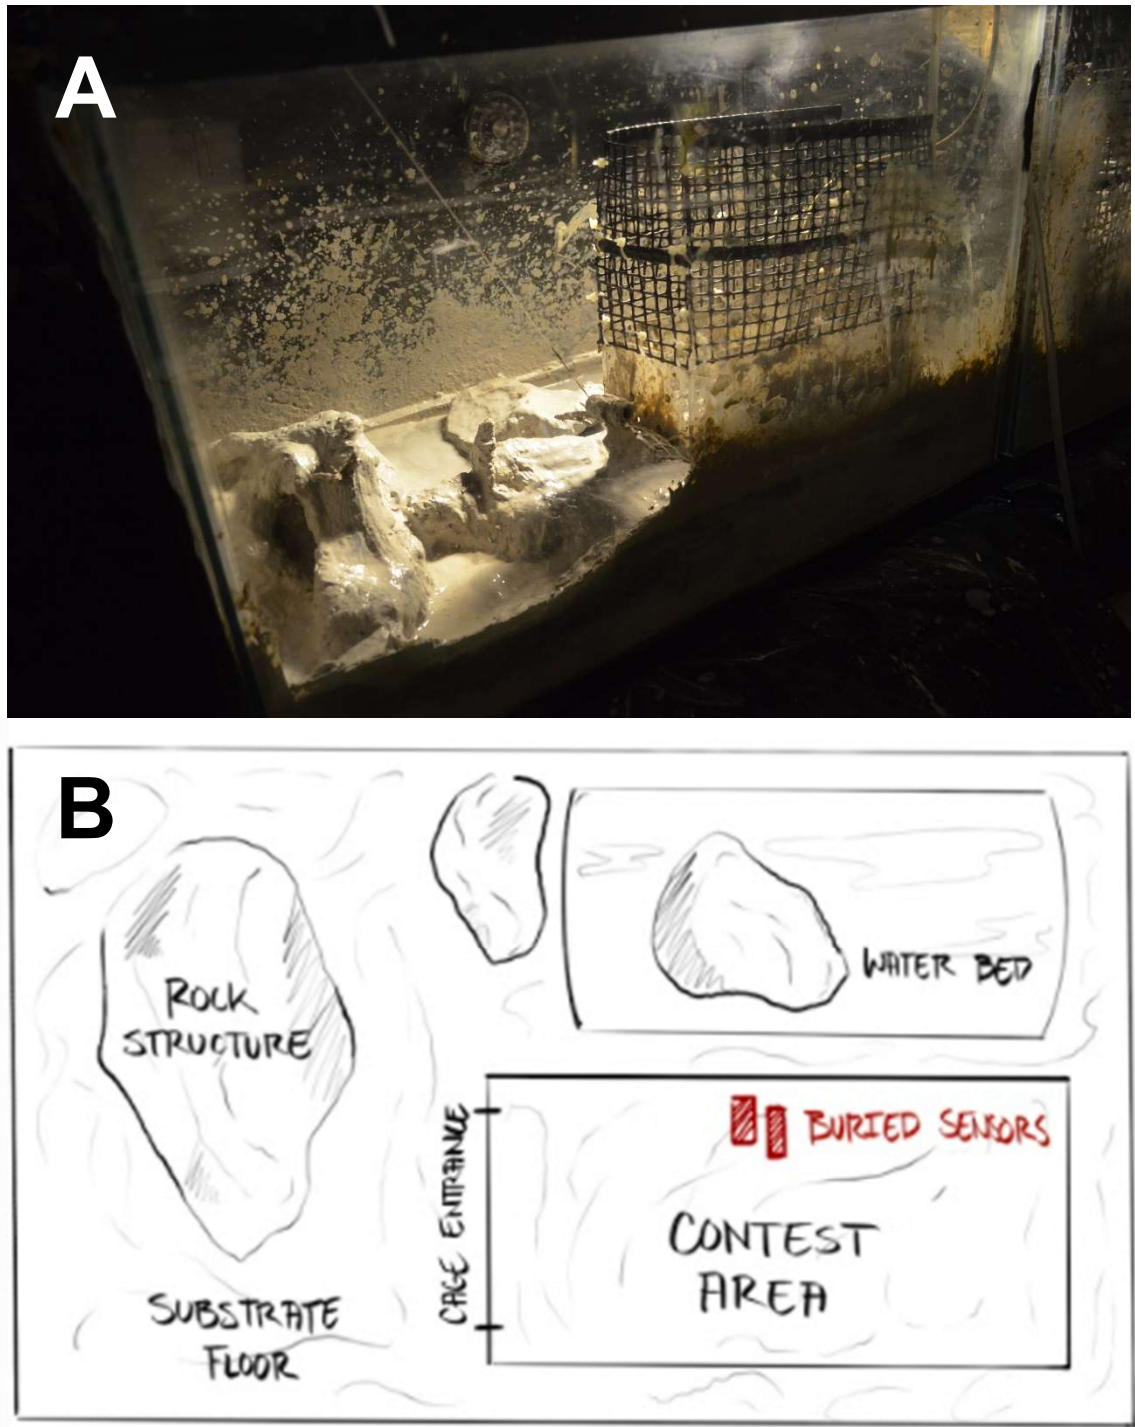 A
B
ROCK
STRUCTURE
WATER BED
CAGE ENTRANCE
BURIED SENSORS
CONTEST
AREA
SUBSTRATE
FLOOR